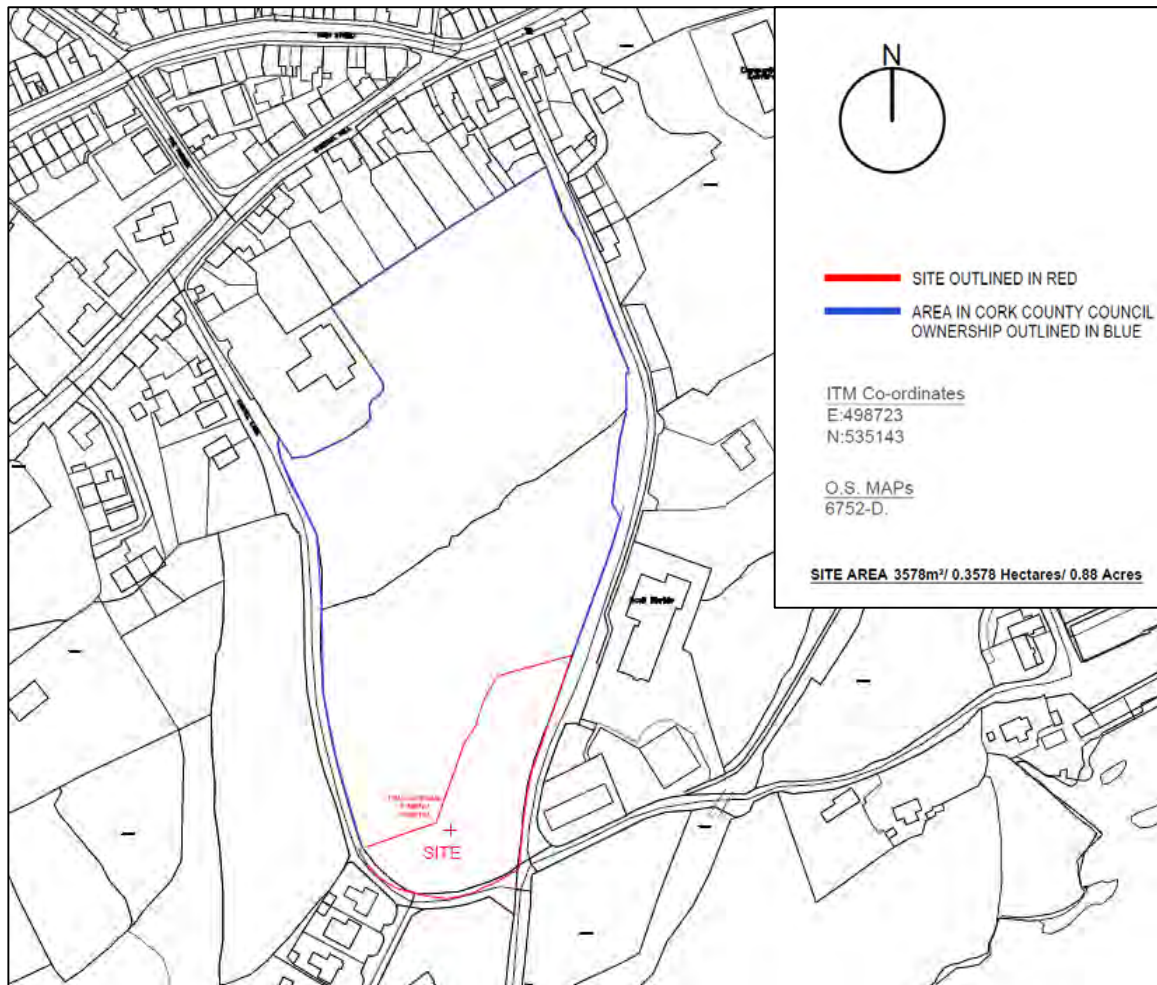 N
SITE OUTLINED IN RED
AREA IN CORK COUNTY COUNCIL
OWNERSHIP OUTLINED IN BLUE
ITM Co-ordinates
E:498723
N:535143
O.S. MAPs
6752-D.
SITE AREA 3578m²/ 0.3578 Hectares/ 0.88 Acres
SITE